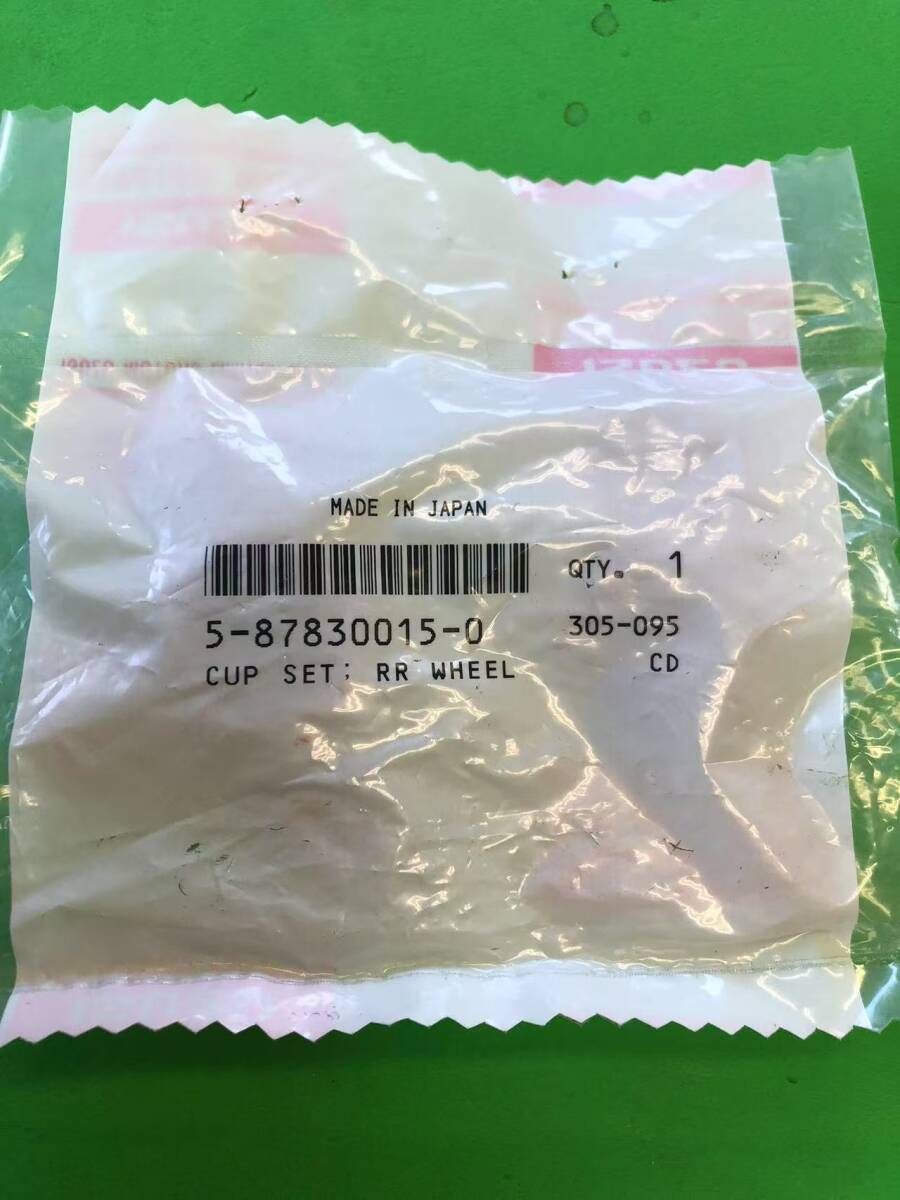 MADE IN JAPAN
QTY. 1
5-87830015-0
305-095
CUP SET; RR WHEEL
CD